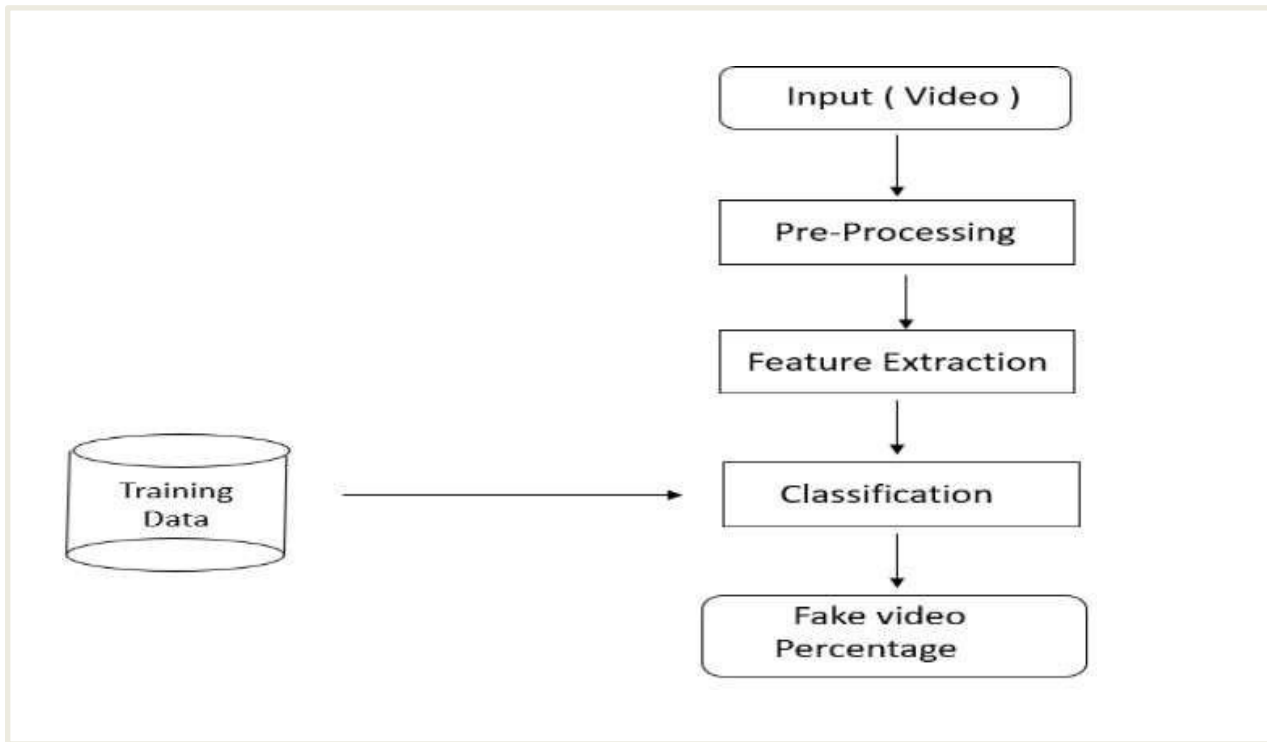 Input ( Video )
Pre-Processing
Feature Extraction
Training
Data
Classification
Fake video
Percentage